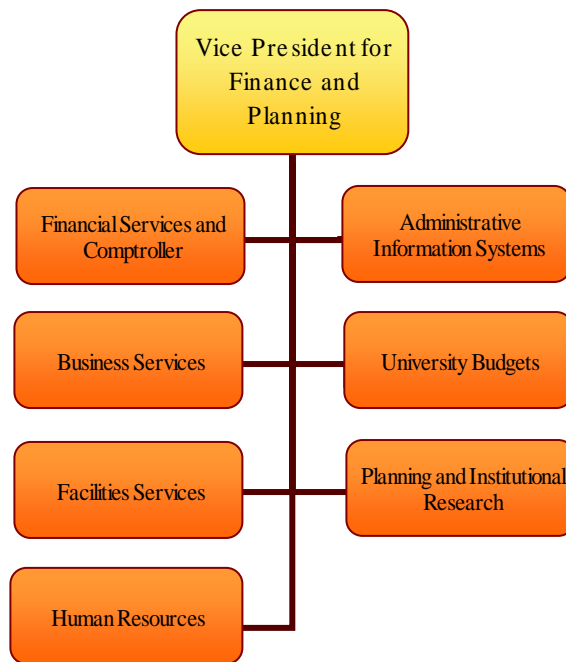 Vice President for
Finance and
Planning
Financial Services and
Comptroller
Administrative
Information Systems
Business Services
University Budgets
Facilities Services
Planning and Institutional
Research
Human Resources